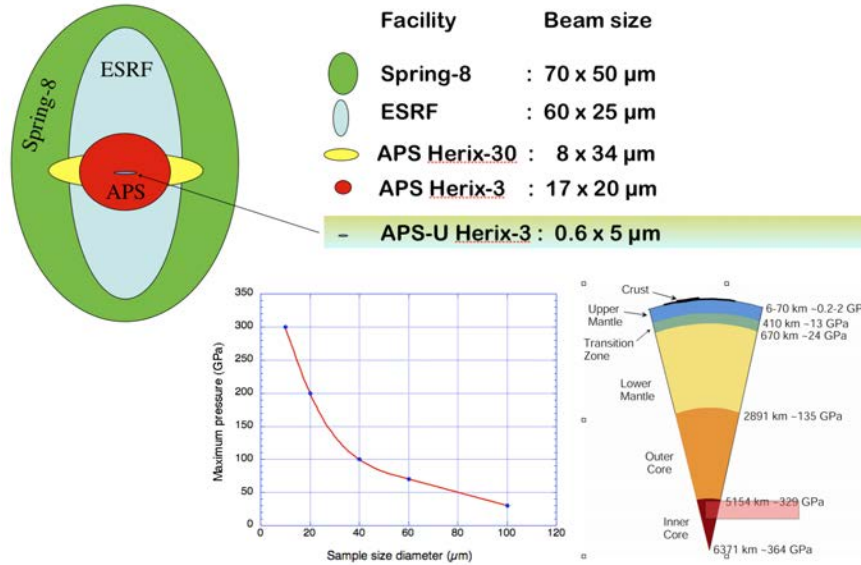 Facility Beam size
ESRF
Spring-8
APS
Spring-8 : 70 x 50 µm
ESRF : 60 x 25 µm
APS Herix-30 : 8 x 34 µm
APS Herix-3 : 17 x 20 µm
APS-U Herix-3 : 0.6 x 5 µm
Maximum pressure (GPa)
350
300
250
200
150
100
50
0
0 20 40 60 80 100 120
Sample size diameter (µm)
Crust
Upper
Mantle
Transition
Zone
Lower
Mantle
Outer
Core
Inner
Core
6-70 km ~0.2-2 GPa
410 km ~13 GPa
670 km ~24 GPa
2891 km ~135 GPa
5154 km ~329 GPa
6371 km ~364 GPa